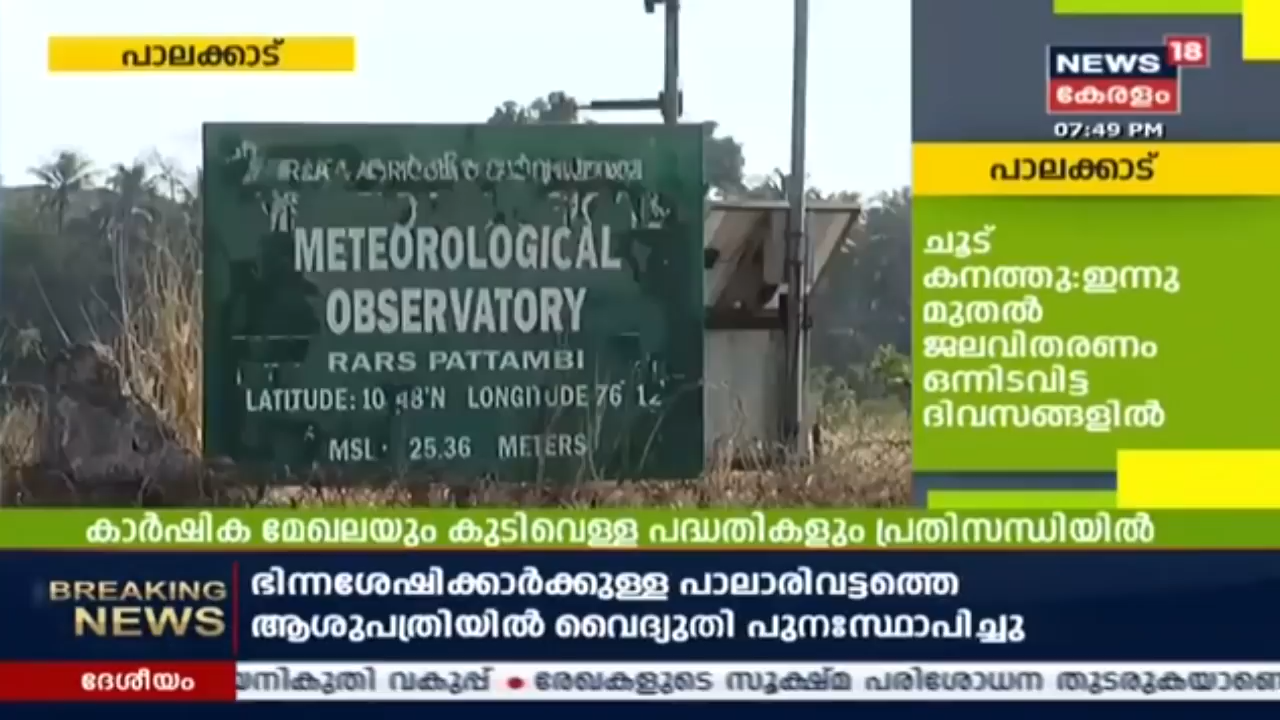 പാലക്കാട്
NEWS 18
കേരളം
07:49 PM
പാലക്കാട്
ചൂട്
കനത്തു:ഇന്നു
മുതൽ
ജലവിതരണം
ഒന്നിടവിട്ട
ദിവസങ്ങളിൽ
METEOROLOGICAL
OBSERVATORY
RARS PATTAMBI
LATITUDE: 10 48'N LONGITUDE 76 12
MSL · 25.36 METERS
കാർഷിക മേഖലയും കുടിവെള്ള പദ്ധതികളും പ്രതിസന്ധിയിൽ
BREAKING
NEWS
ഭിന്നശേഷിക്കാർക്കുള്ള പാലാരിവട്ടത്തെ
ആശുപത്രിയിൽ വൈദ്യുതി പുനഃസ്ഥാപിച്ചു
ദേശീയം
യനികുതി വകുപ്പ് • രേഖകളുടെ സൂക്ഷ്മ പരിശോധന തുടരുകയാണെ